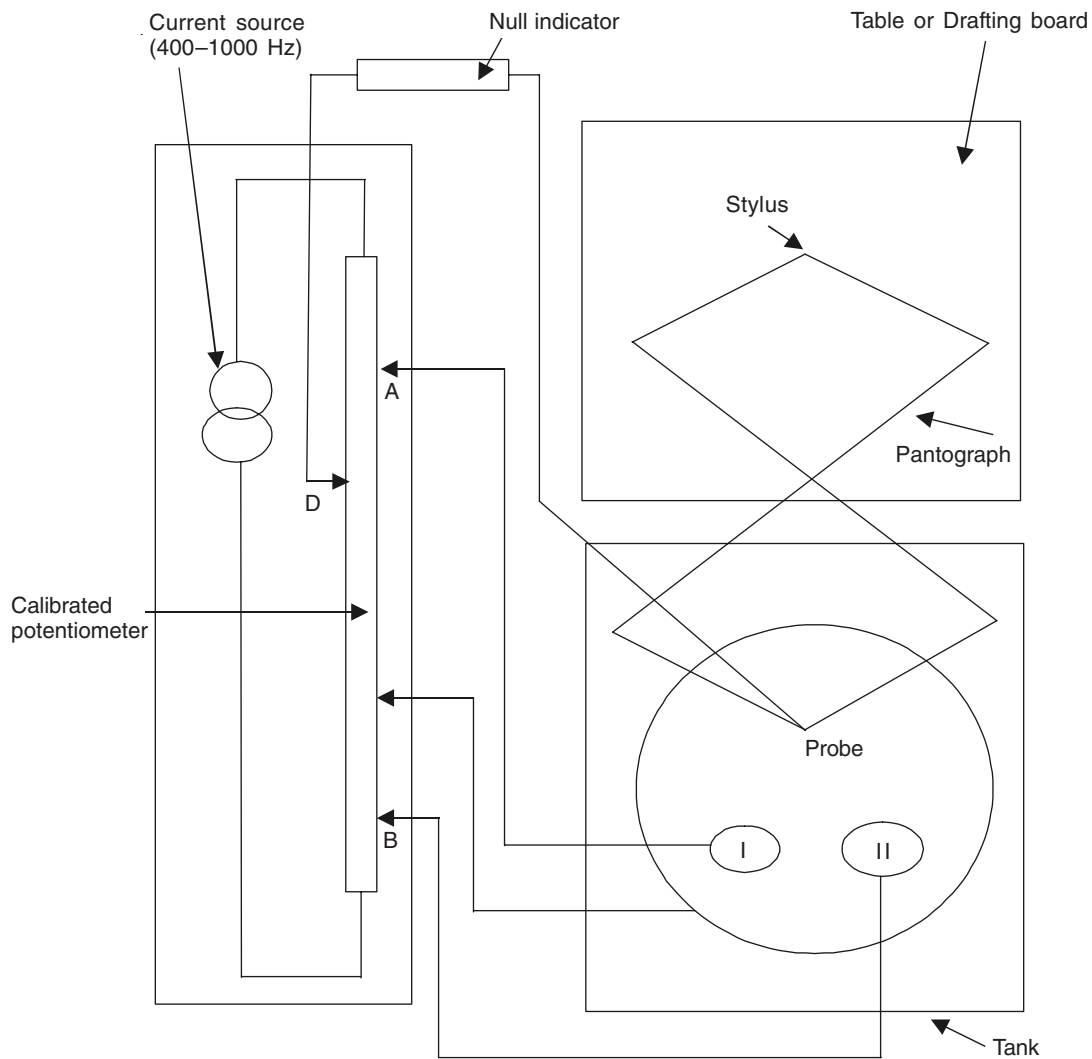 Current source
(400–1000 Hz)
Null indicator
Table or Drafting board
Stylus
A
Pantograph
D
Calibrated
potentiometer
Probe
B
I
II
Tank